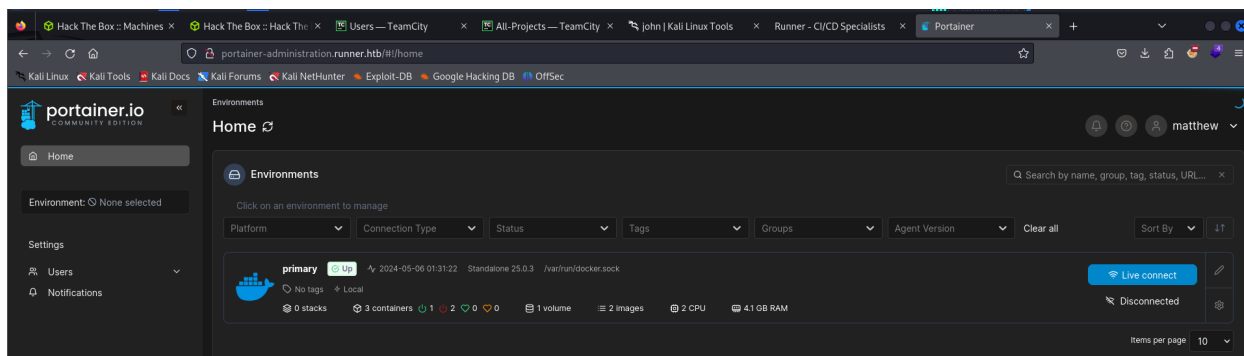 Hack The Box :: Machines × Hack The Box :: Hack The × Users — TeamCity × All-Projects — TeamCity × john | Kali Linux Tools × Runner - CI/CD Specialists × Portainer × +
portainer-administration.runner.htb/#!/home
Kali Linux Kali Tools Kali Docs Kali Forums Kali NetHunter Exploit-DB Google Hacking DB OffSec
portainer.io
COMMUNITY EDITION
«
Environments
Home
matthew
Home
Environments
Search by name, group, tag, status, URL... ×
Environment: None selected
Click on an environment to manage
Platform Connection Type Status Tags Groups Agent Version Clear all Sort By
Settings
Users
Notifications
primary Up 2024-05-06 01:31:22 Standalone 25.0.3 /var/run/docker.sock
No tags Local
0 stacks 3 containers 1 2 0 0 1 volume 2 images 2 CPU 4.1 GB RAM
Live connect
Disconnected
Items per page 10